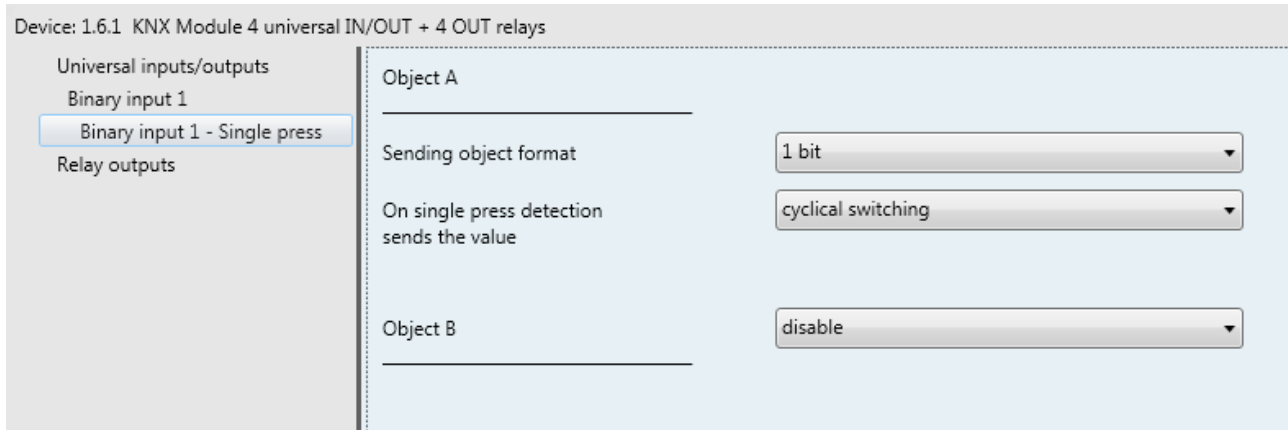 Device: 1.6.1 KNX Module 4 universal IN/OUT + 4 OUT relays
Universal inputs/outputs
Binary input 1
Binary input 1 - Single press
Relay outputs
Object A
Sending object format
1 bit
On single press detection
sends the value
cyclical switching
Object B
disable